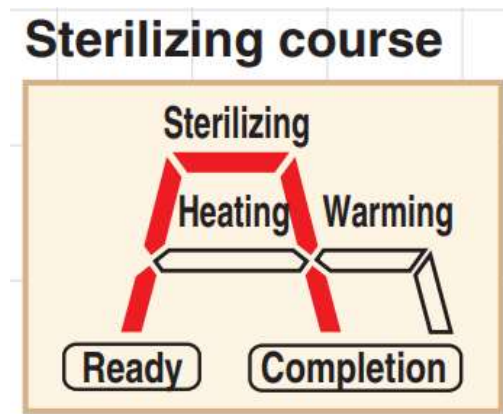 Sterilizing course
Sterilizing
Heating Warming
Ready Completion